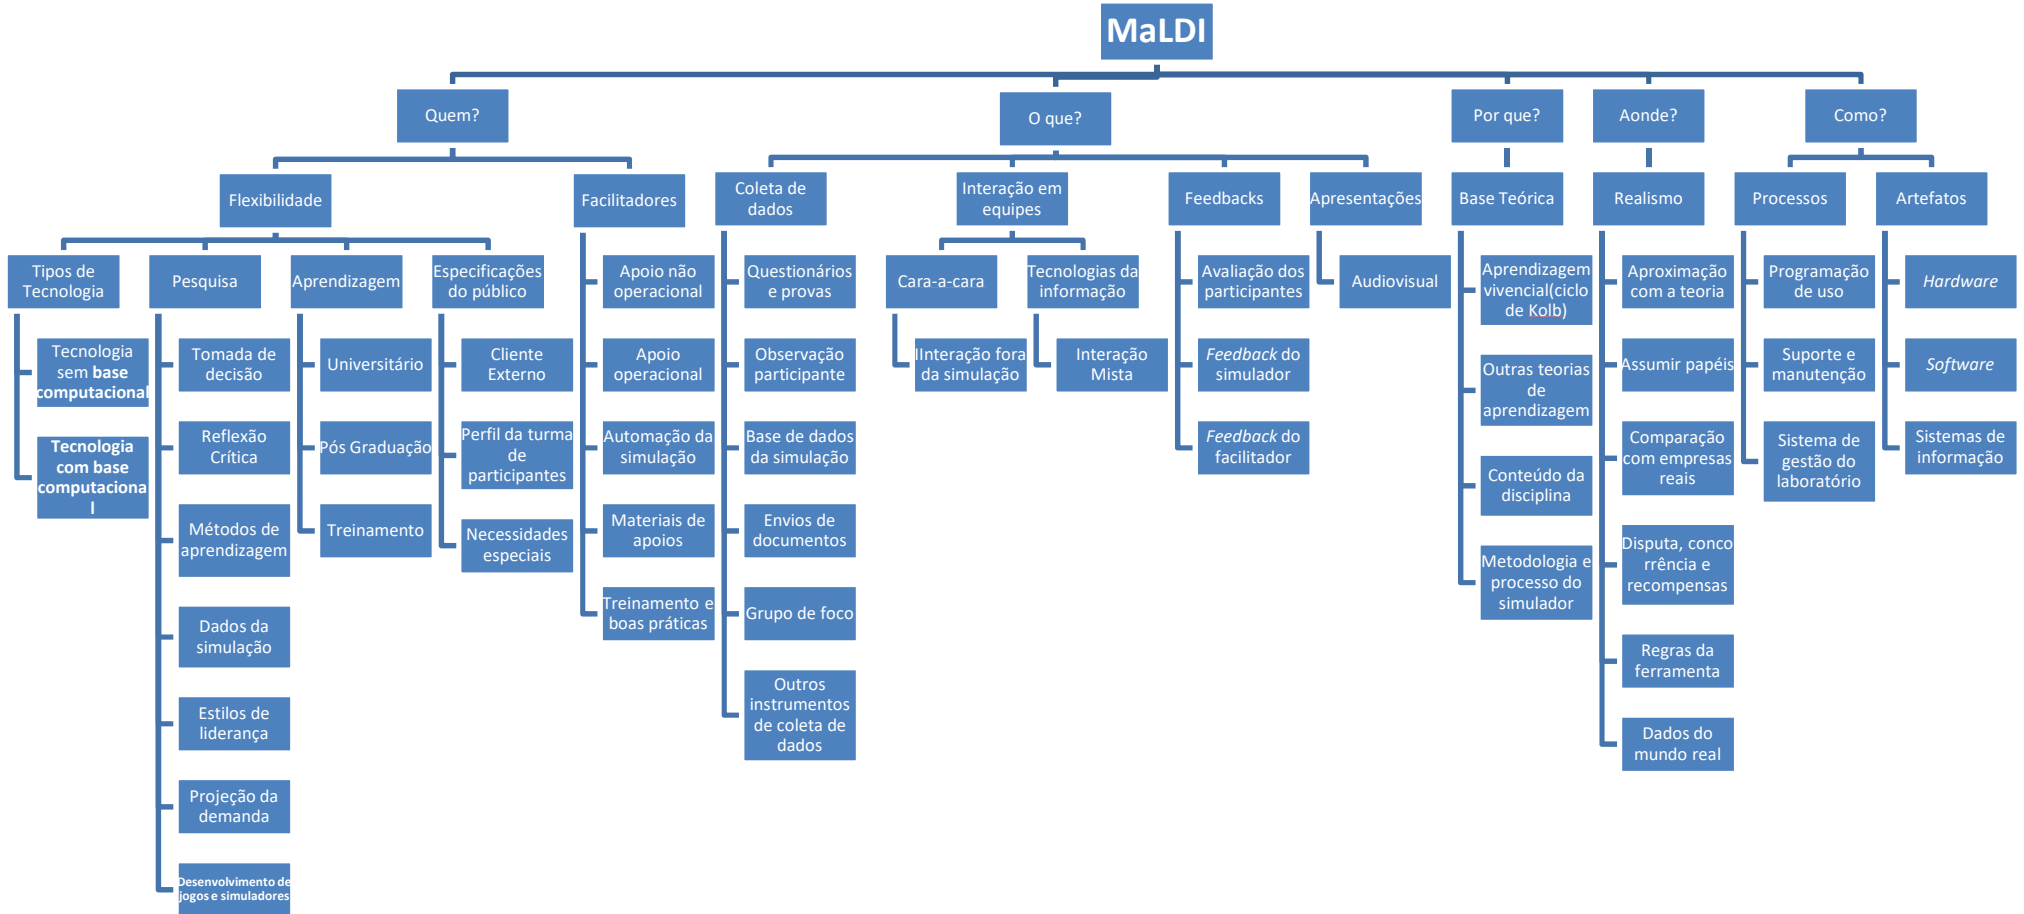 MaLDI
Quem?
O que?
Por que?
Aonde?
Como?
Flexibilidade
Facilitadores
Coleta de
dados
Interação em
equipes
Feedbacks
Apresentações
Base Teórica
Realismo
Processos
Artefatos
Tipos de
Tecnologia
Pesquisa
Aprendizagem
Especificações
do público
Tecnologia
sem base
computacional
Tecnologia
com base
computaciona
l
Tomada de
decisão
Reflexão
Crítica
Métodos de
aprendizagem
Dados da
simulação
Estilos de
liderança
Projeção da
demanda
Desenvolvimento de
jogos e simuladores
Universitário
Pós Graduação
Treinamento
Cliente
Externo
Perfil da turma
de
participantes
Necessidades
especiais
Apoio não
operacional
Apoio
operacional
Automação da
simulação
Materiais de
apoios
Treinamento e
boas práticas
Questionários
e provas
Observação
participante
Base de dados
da simulação
Envios de
documentos
Grupo de foco
Outros
instrumentos
de coleta de
dados
Cara-a-cara
IInteração fora
da simulação
Tecnologias da
informação
Interação
Mista
Avaliação dos
participantes
Feedback do
simulador
Feedback do
facilitador
Audiovisual
Aprendizagem
vivencial(ciclo
de Kolb)
Outras teorias
de
aprendizagem
Conteúdo da
disciplina
Metodologia e
processo do
simulador
Aproximação
com a teoria
Assumir papéis
Comparação
com empresas
reais
Disputa, conco
rrência e
recompensas
Regras da
ferramenta
Dados do
mundo real
Programação
de uso
Suporte e
manutenção
Sistema de
gestão do
laboratório
Hardware
Software
Sistemas de
informação